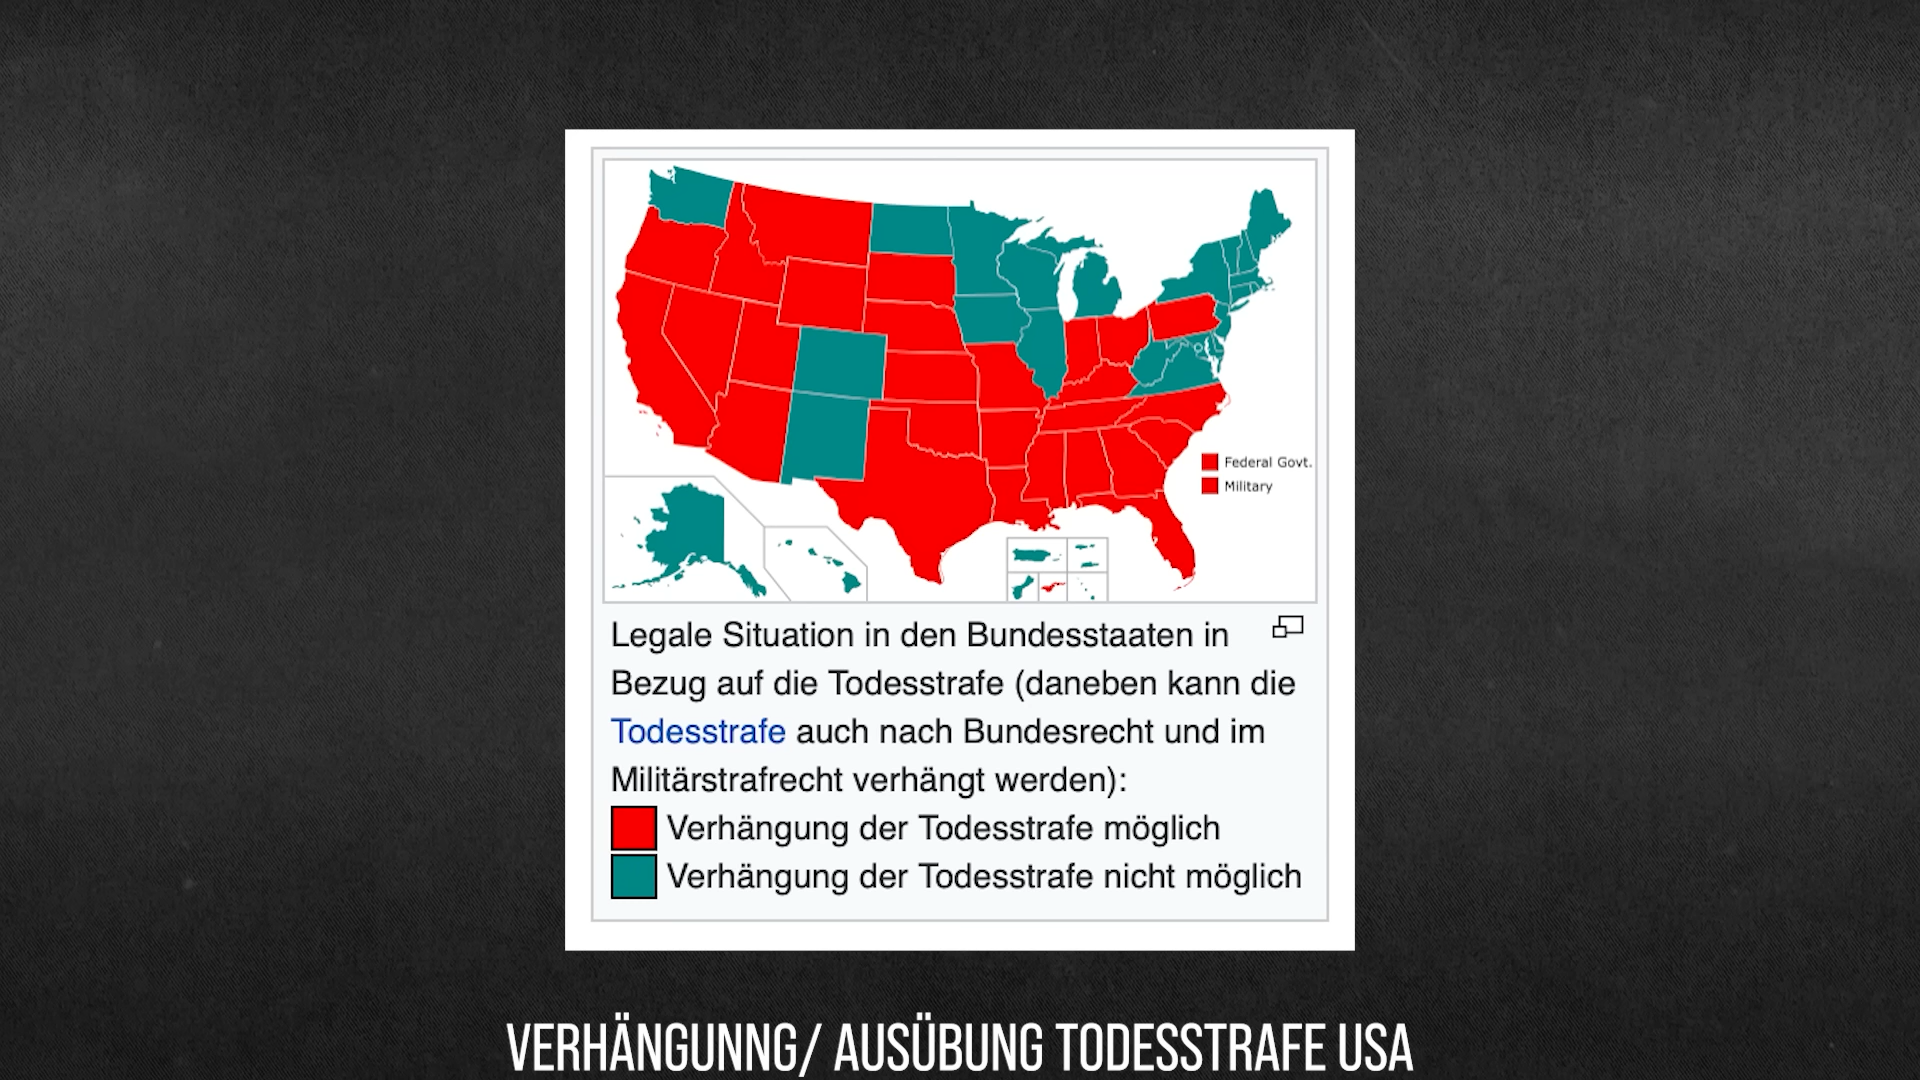 Federal Govt.
Military
Legale Situation in den Bundesstaaten in
Bezug auf die Todesstrafe (daneben kann die
Todesstrafe auch nach Bundesrecht und im
Militärstrafrecht verhängt werden):
Verhängung der Todesstrafe möglich
Verhängung der Todesstrafe nicht möglich
VERHÄNGUNNG/ AUSÜBUNG TODESSTRAFE USA